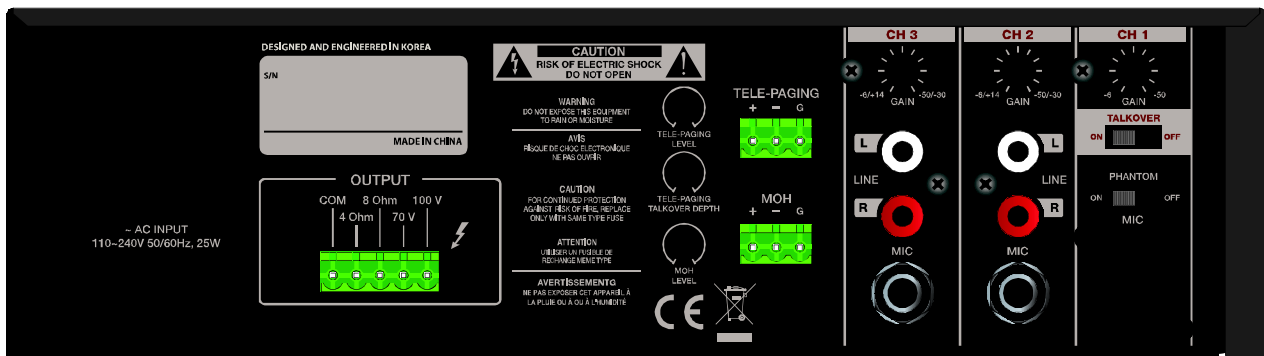 DESIGNED AND ENGINEERED IN KOREA
S/N
MADE IN CHINA
OUTPUT
COM 8 Ohm 100 V
4 Ohm 70 V
~ AC INPUT
110~240V 50/60Hz, 25W
CAUTION
RISK OF ELECTRIC SHOCK
DO NOT OPEN
WARNING
DO NOT EXPOSE THIS EQUIPMENT
TO RAIN OR MOISTURE
AVIS
RISQUE DE CHOC ELECTRONIQUE
NE PAS OUVRIR
CAUTION
FOR CONTINUED PROTECTION
AGAINST RISK OF FIRE, REPLACE
ONLY WITH SAME TYPE FUSE
ATTENTION
UTILISER UN FUSIBLE DE
RECHANGE MEME TYPE
AVERTISSEMENTG
NE PAS EXPOSER CET APPAREIL À
LA PLUIE OU À OU À L'HUMIDITÉ
TELE-PAGING
LEVEL
TELE-PAGING
TALKOVER DEPTH
MOH
LEVEL
CE
TELE-PAGING
+ − G
MOH
+ − G
CH 3
-6/+14 -50/-30
GAIN
L
LINE
R
MIC
CH 2
-6/+14 -50/-30
GAIN
L
LINE
R
MIC
CH 1
-6 -50
GAIN
TALKOVER
ON OFF
PHANTOM
ON OFF
MIC